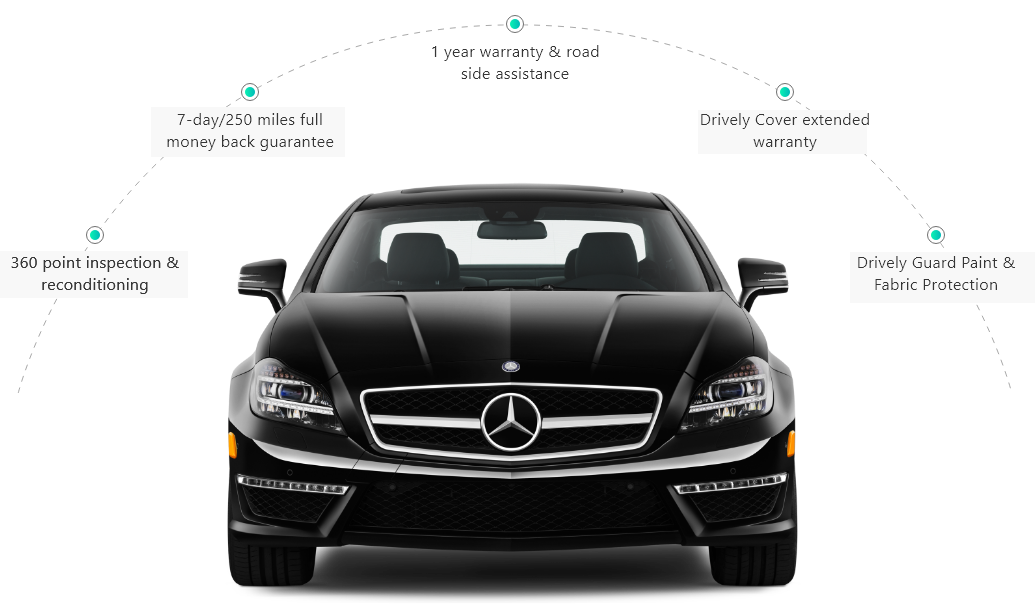 1 year warranty & road
side assistance
7-day/250 miles full
money back guarantee
Drively Cover extended
warranty
360 point inspection &
reconditioning
Drively Guard Paint &
Fabric Protection